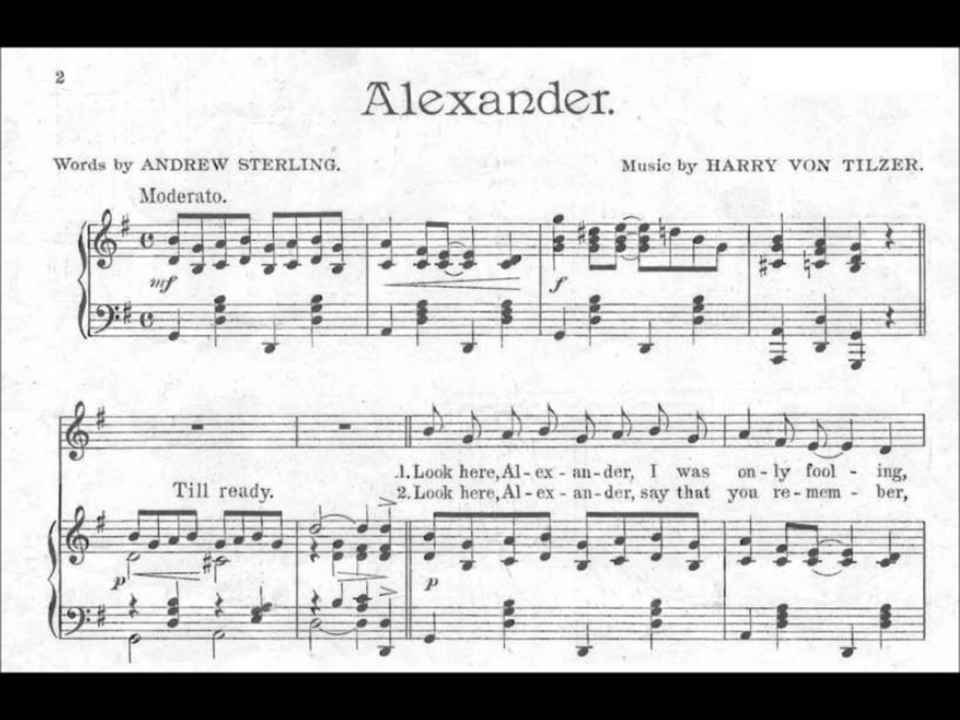 2
Alexander.
Words by ANDREW STERLING.
Music by HARRY VON TILZER.
Moderato.
mf
f
1. Look here, Al - ex - an - der, I was on - ly fool - ing,
2. Look here, Al - ex - an - der, say that you re - mem - ber,
Till ready.
p
p